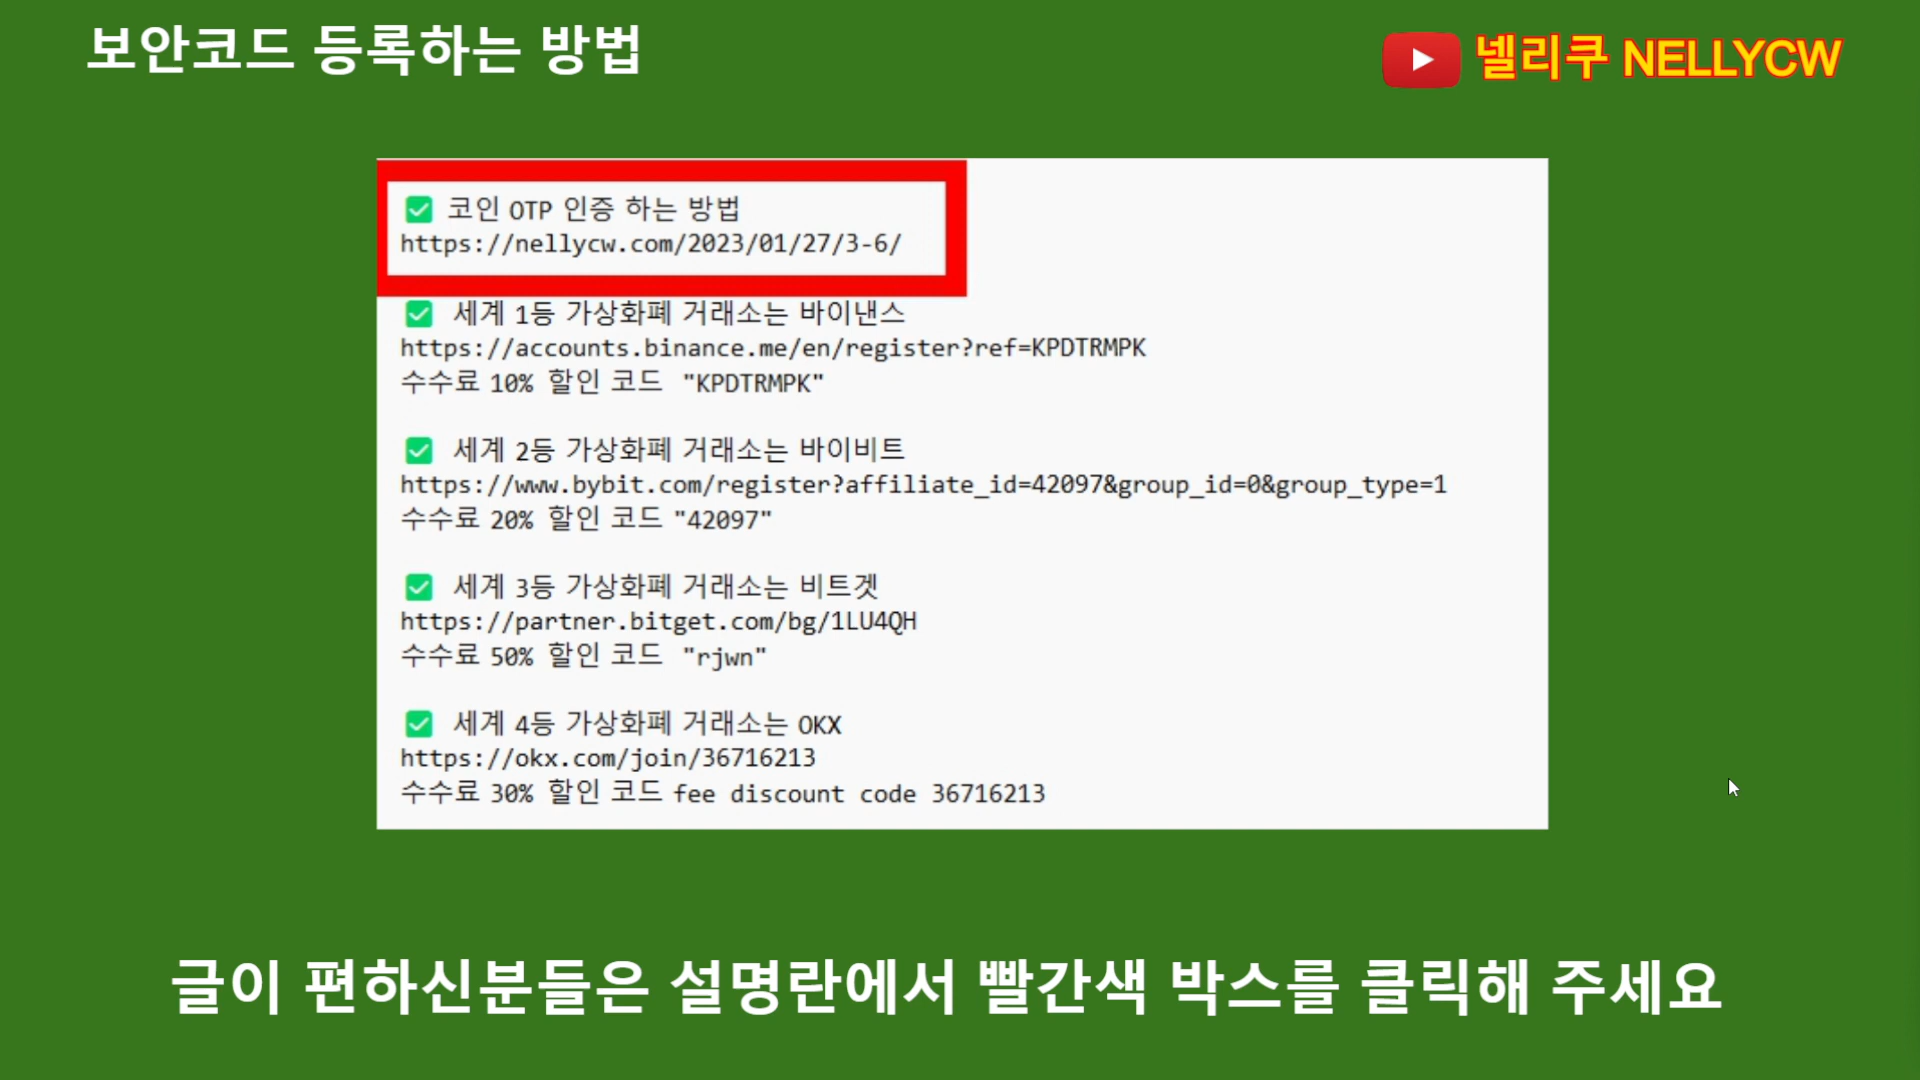 보안코드 등록하는 방법
넬리쿠 NELLYCW
✅ 코인 OTP 인증 하는 방법
https://nellycw.com/2023/01/27/3-6/
✅ 세계 1등 가상화폐 거래소는 바이낸스
https://accounts.binance.me/en/register?ref=KPDTRMPK
수수료 10% 할인 코드 "KPDTRMPK"
✅ 세계 2등 가상화폐 거래소는 바이비트
https://www.bybit.com/register?affiliate_id=42097&group_id=0&group_type=1
수수료 20% 할인 코드 "42097"
✅ 세계 3등 가상화폐 거래소는 비트겟
https://partner.bitget.com/bg/1LU4QH
수수료 50% 할인 코드 "rjwn"
✅ 세계 4등 가상화폐 거래소는 OKX
https://okx.com/join/36716213
수수료 30% 할인 코드 fee discount code 36716213
글이 편하신분들은 설명란에서 빨간색 박스를 클릭해 주세요